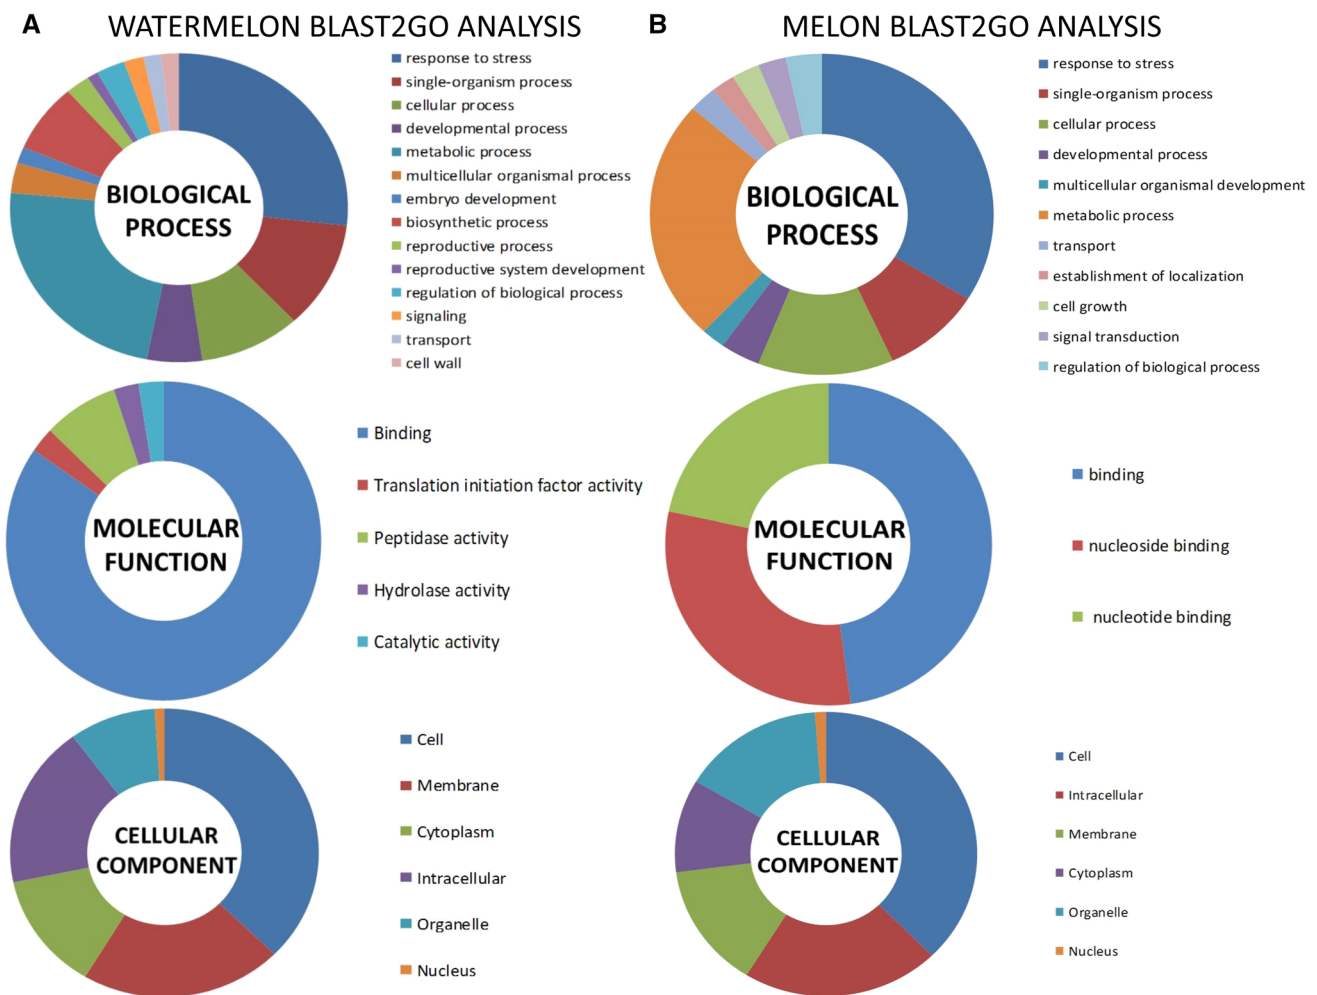 A
WATERMELON BLAST2GO ANALYSIS
BIOLOGICAL
PROCESS
response to stress
single-organism process
cellular process
developmental process
metabolic process
multicellular organismal process
embryo development
biosynthetic process
reproductive process
reproductive system development
regulation of biological process
signaling
transport
cell wall
MOLECULAR
FUNCTION
Binding
Translation initiation factor activity
Peptidase activity
Hydrolase activity
Catalytic activity
CELLULAR
COMPONENT
Cell
Membrane
Cytoplasm
Intracellular
Organelle
Nucleus
B
MELON BLAST2GO ANALYSIS
BIOLOGICAL
PROCESS
response to stress
single-organism process
cellular process
developmental process
multicellular organismal development
metabolic process
transport
establishment of localization
cell growth
signal transduction
regulation of biological process
MOLECULAR
FUNCTION
binding
nucleoside binding
nucleotide binding
CELLULAR
COMPONENT
Cell
Intracellular
Membrane
Cytoplasm
Organelle
Nucleus